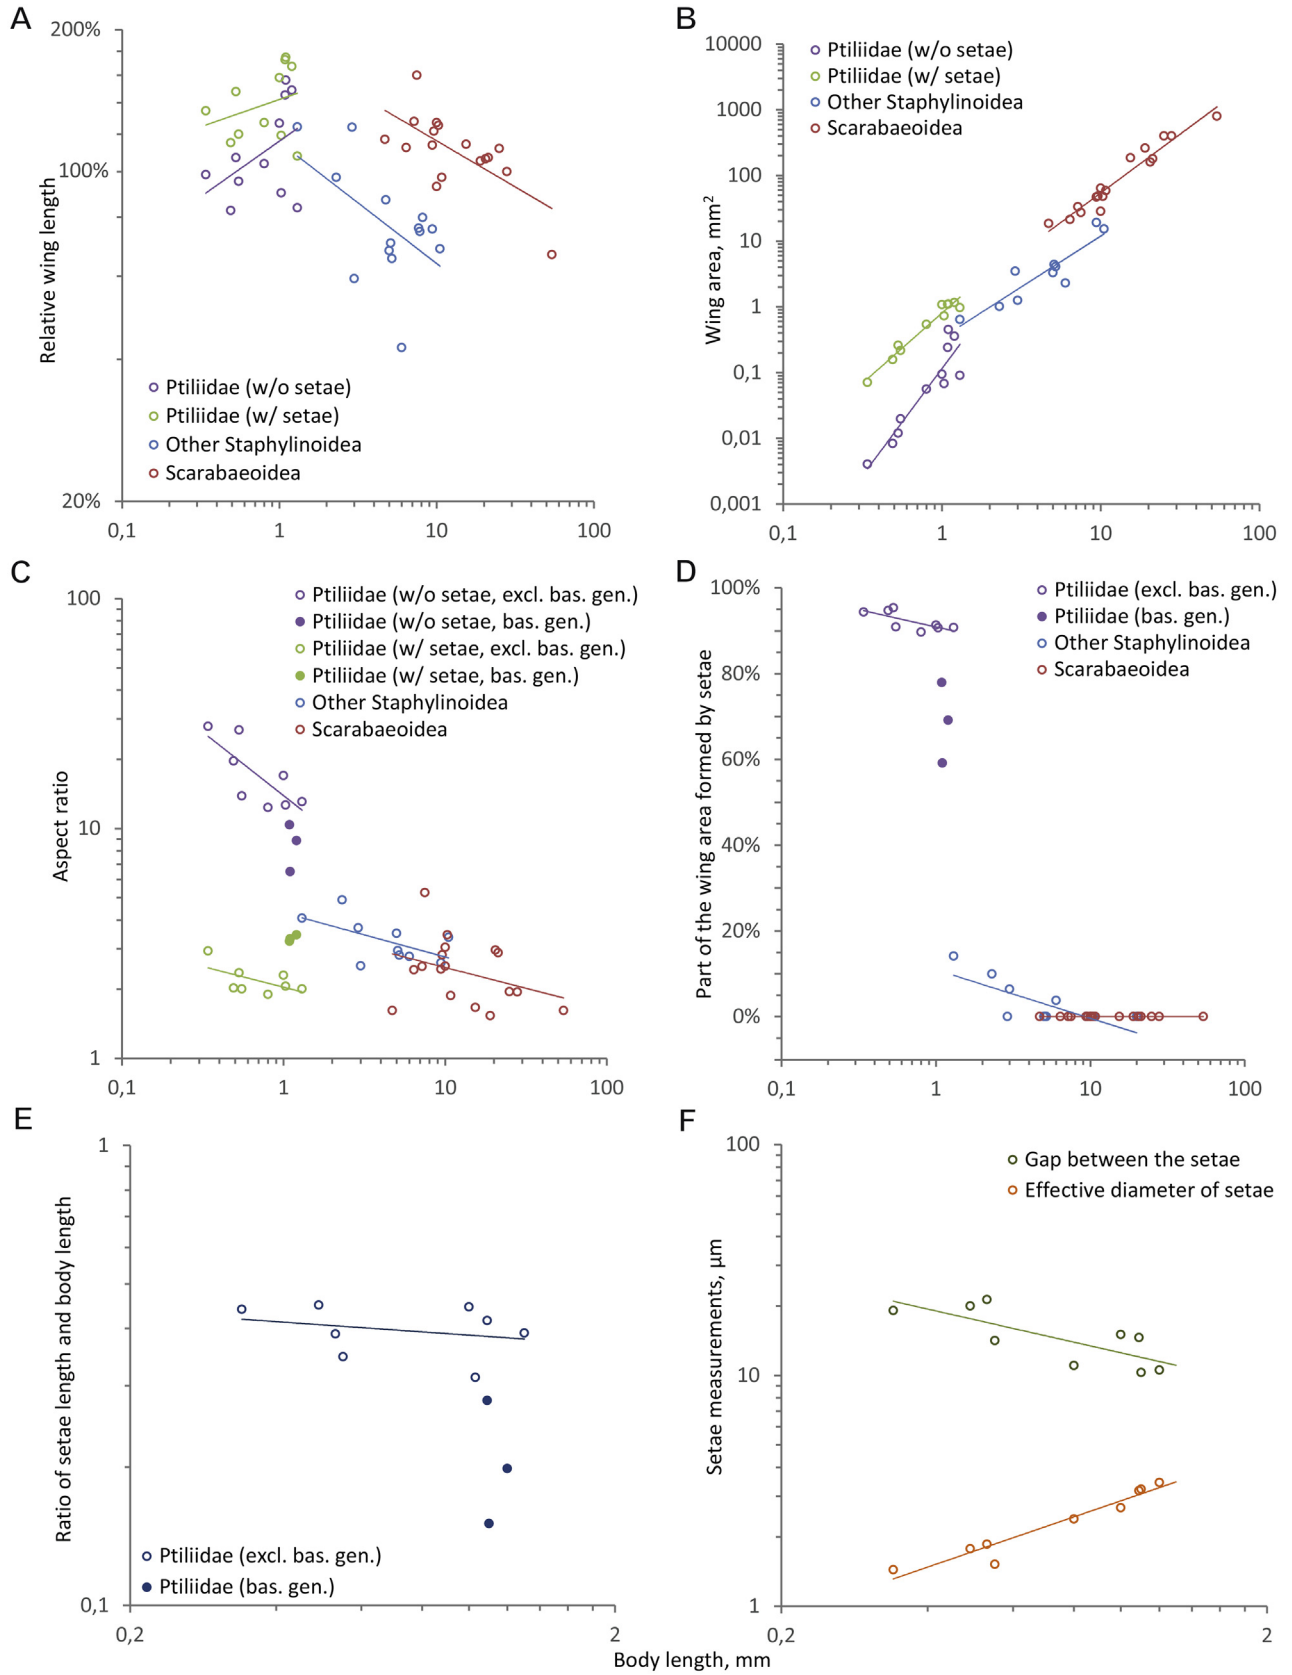 A
200%
100%
20%
Relative wing length
Ptiliidae (w/o setae)
Ptiliidae (w/ setae)
Other Staphylinoidea
Scarabaeoidea
0,1 1 10 100
B
10000
1000
100
10
1
0,1
0,01
0,001
Wing area, mm²
Ptiliidae (w/o setae)
Ptiliidae (w/ setae)
Other Staphylinoidea
Scarabaeoidea
0,1 1 10 100
C
100
10
1
Aspect ratio
Ptiliidae (w/o setae, excl. bas. gen.)
Ptiliidae (w/o setae, bas. gen.)
Ptiliidae (w/ setae, excl. bas. gen.)
Ptiliidae (w/ setae, bas. gen.)
Other Staphylinoidea
Scarabaeoidea
0,1 1 10 100
D
100%
80%
60%
40%
20%
0%
Part of the wing area formed by setae
Ptiliidae (excl. bas. gen.)
Ptiliidae (bas. gen.)
Other Staphylinoidea
Scarabaeoidea
0,1 1 10 100
E
1
0,1
Ratio of setae length and body length
Ptiliidae (excl. bas. gen.)
Ptiliidae (bas. gen.)
0,2 2
F
100
10
1
Setae measurements, μm
Gap between the setae
Effective diameter of setae
0,2 2
Body length, mm